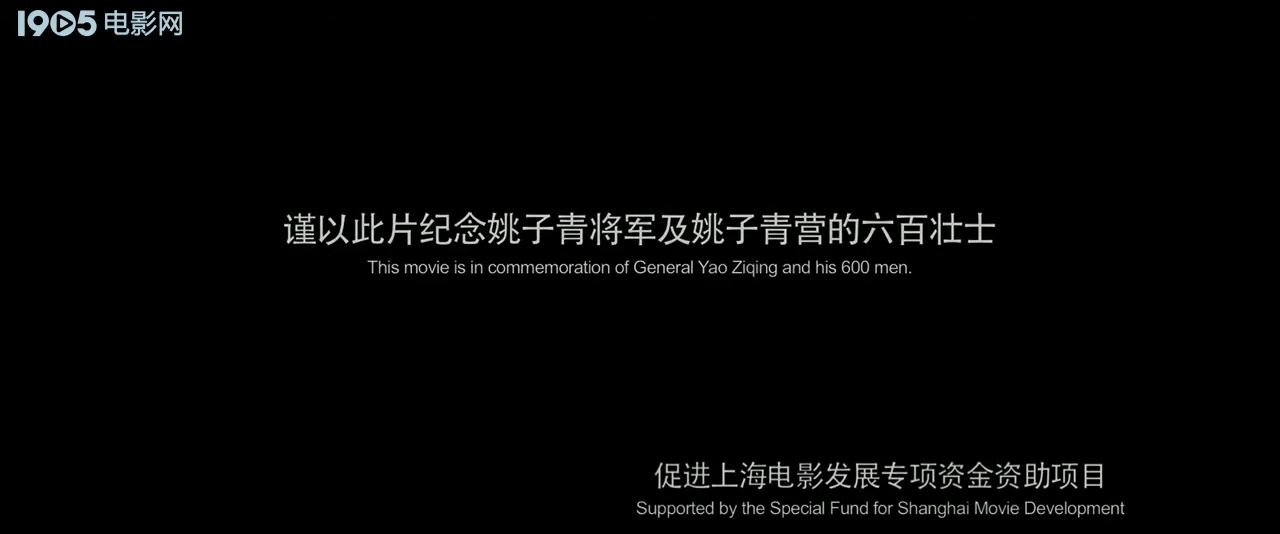 1905电影网
谨以此片纪念姚子青将军及姚子青营的六百壮士
This movie is in commemoration of General Yao Ziqing and his 600 men.
促进上海电影发展专项资金资助项目
Supported by the Special Fund for Shanghai Movie Development